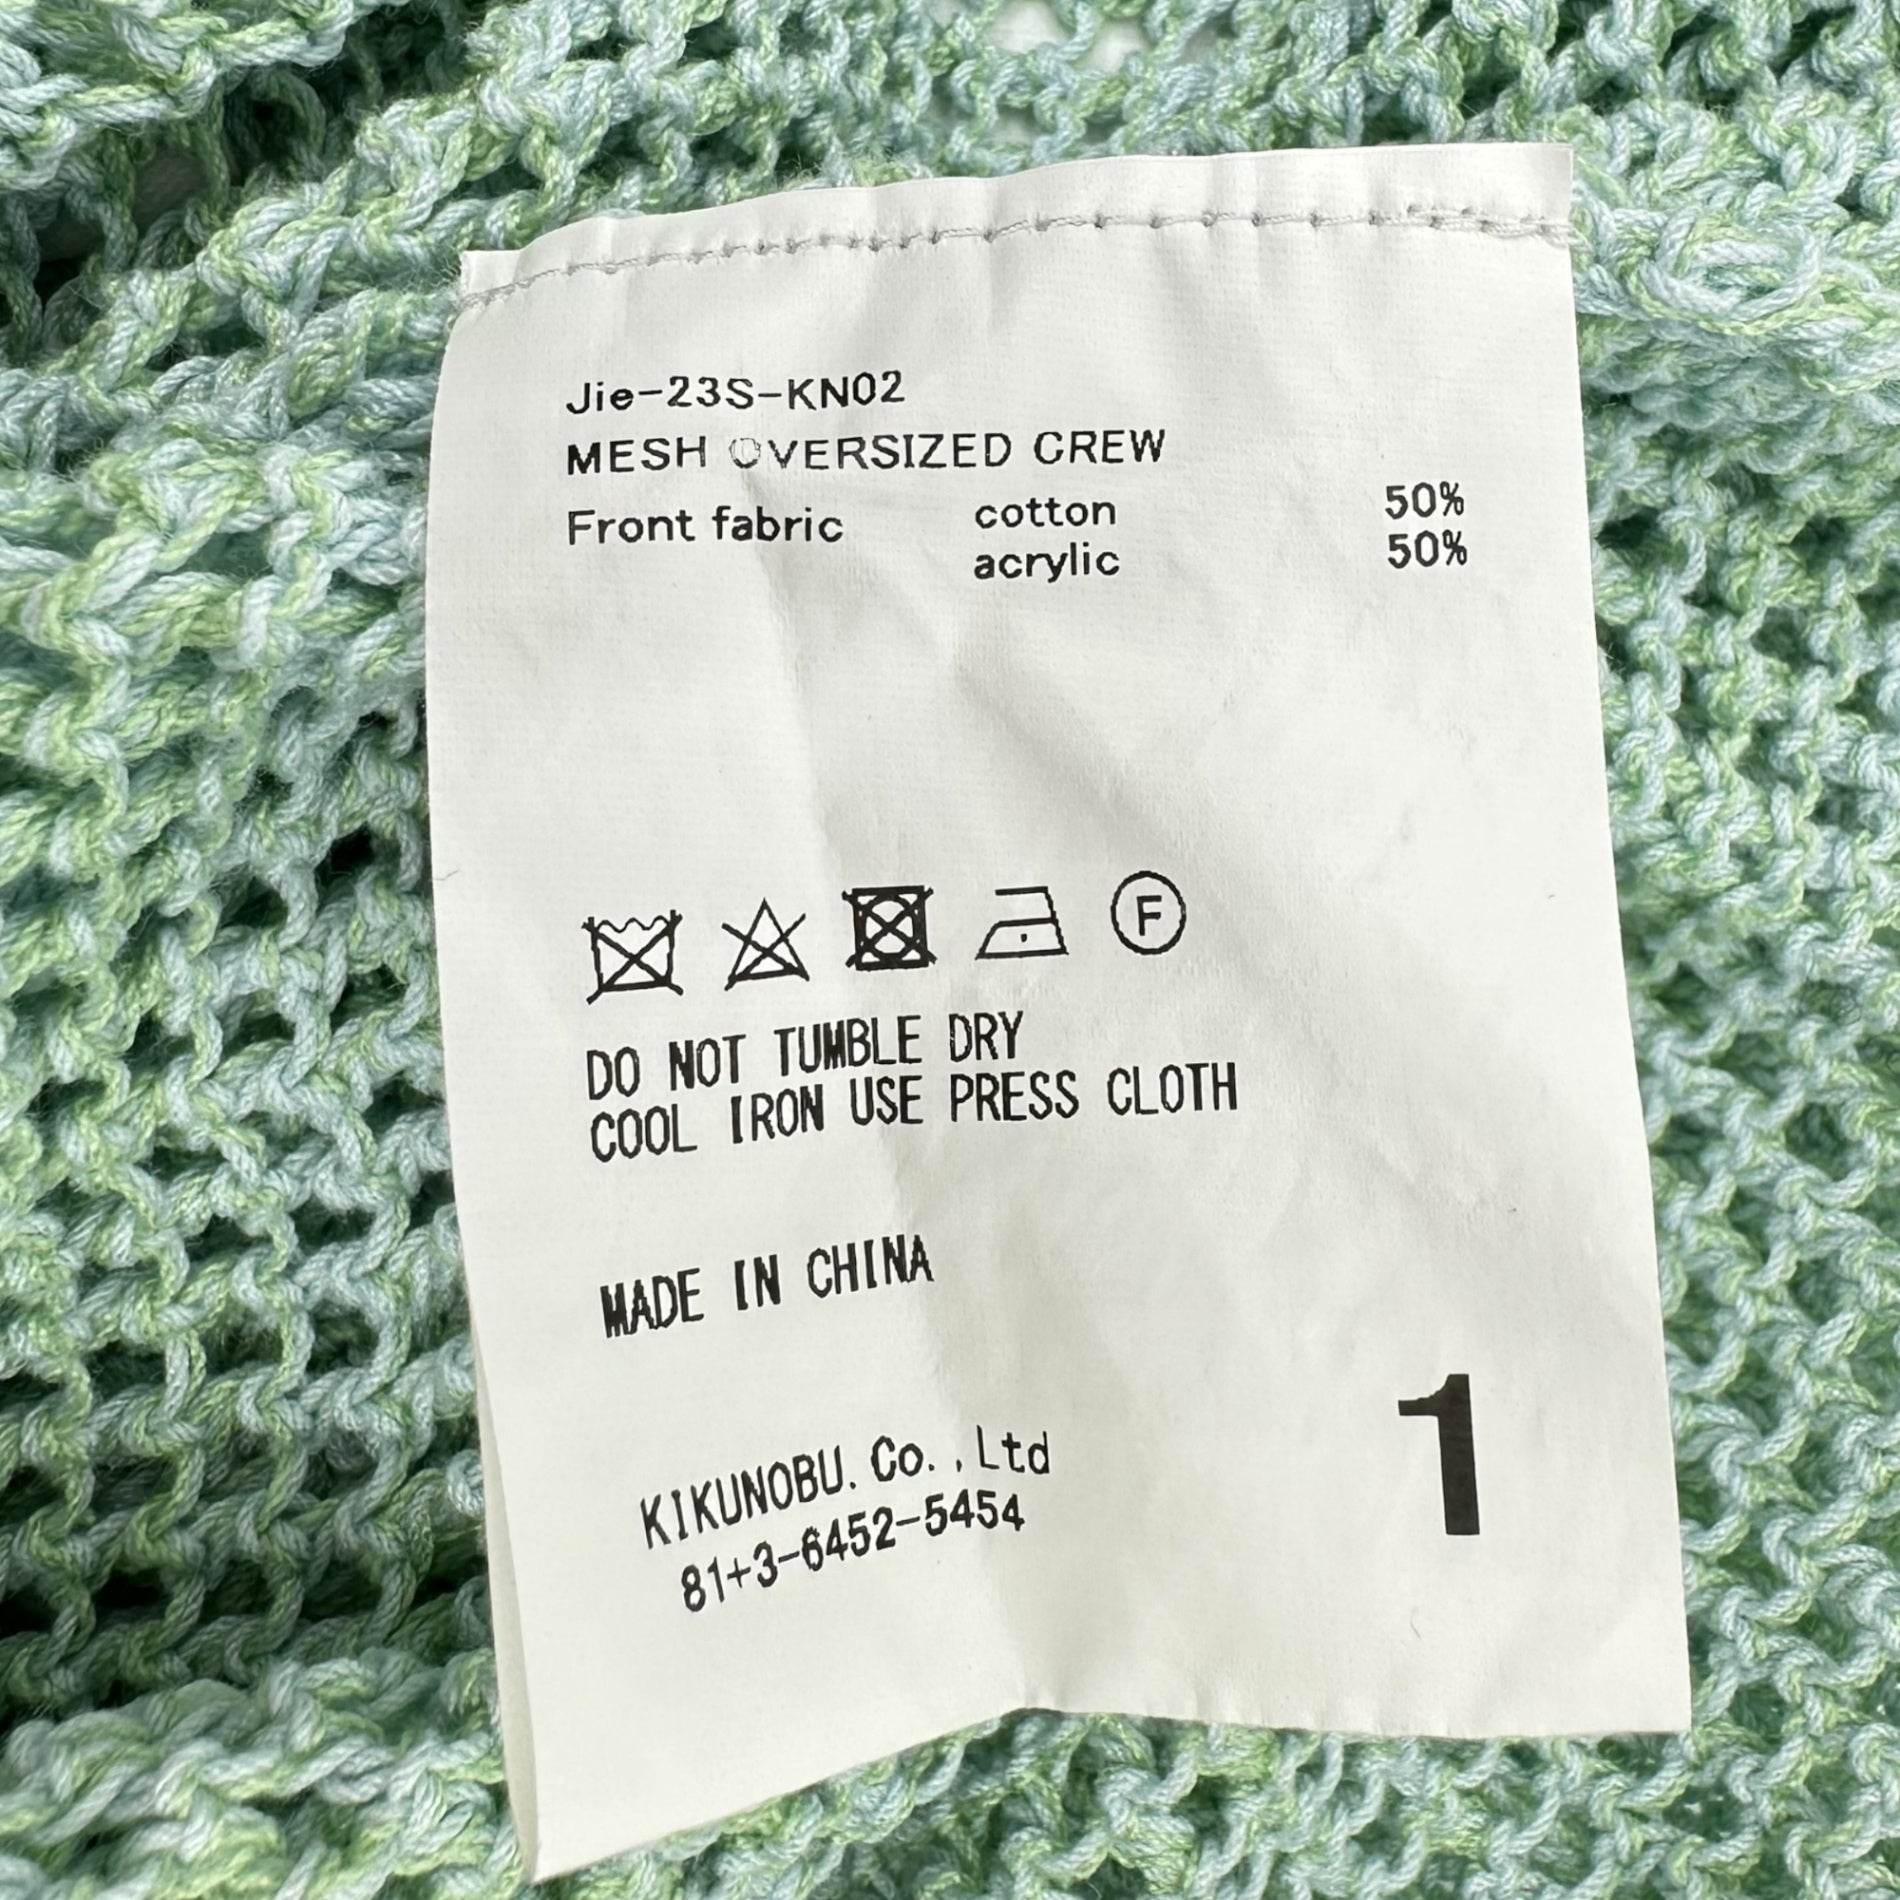 Jie-23S-KN02
MESH OVERSIZED CREW
Front fabric cotton 50%
acrylic 50%
F
DO NOT TUMBLE DRY
COOL IRON USE PRESS CLOTH
MADE IN CHINA
1
KIKUNOBU. Co. , Ltd
81+3-6452-5454